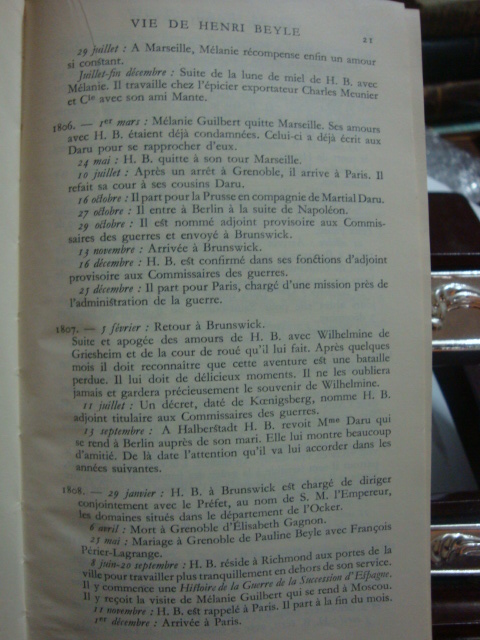 VIE DE HENRI BEYLE 21
29 juillet : A Marseille, Mélanie récompense enfin un amour
si constant.
Juillet-fin décembre : Suite de la lune de miel de H. B. avec
Mélanie. Il travaille chez l'épicier exportateur Charles Meunier
et Cie avec son ami Mante.
1806. — 1er mars : Mélanie Guilbert quitte Marseille. Ses amours
avec H. B. étaient déjà condamnées. Celui-ci a déjà écrit aux
Daru pour se rapprocher d'eux.
24 mai : H. B. quitte à son tour Marseille.
10 juillet : Après un arrêt à Grenoble, il arrive à Paris. Il
refait sa cour à ses cousins Daru.
16 octobre : Il part pour la Prusse en compagnie de Martial Daru.
27 octobre : Il entre à Berlin à la suite de Napoléon.
29 octobre : Il est nommé adjoint provisoire aux Commis-
saires des guerres et envoyé à Brunswick.
13 novembre : Arrivée à Brunswick.
16 décembre : H. B. est confirmé dans ses fonctions d'adjoint
provisoire aux Commissaires des guerres.
25 décembre : Il part pour Paris, chargé d'une mission près de
l'administration de la guerre.
1807. — 5 février : Retour à Brunswick.
Suite et apogée des amours de H. B. avec Wilhelmine de
Griesheim et de la cour de roué qu'il lui fait. Après quelques
mois il doit reconnaître que cette aventure est une bataille
perdue. Il lui doit de délicieux moments. Il ne les oubliera
jamais et gardera précieusement le souvenir de Wilhelmine.
11 juillet : Un décret, daté de Kœnigsberg, nomme H. B.
adjoint titulaire aux Commissaires des guerres.
13 septembre : A Halberstadt H. B. revoit Mme Daru qui
se rend à Berlin auprès de son mari. Elle lui montre beaucoup
d'amitié. De là date l'attention qu'il va lui accorder dans les
années suivantes.
1808. — 29 janvier : H. B. à Brunswick est chargé de diriger
conjointement avec le Préfet, au nom de S. M. l'Empereur,
les domaines situés dans le département de l'Ocker.
6 avril : Mort à Grenoble d'Élisabeth Gagnon.
25 mai : Mariage à Grenoble de Pauline Beyle avec François
Périer-Lagrange.
8 juin-20 septembre : H. B. réside à Richmond aux portes de la
ville pour travailler plus tranquillement en dehors de son service.
Il y commence une Histoire de la Guerre de la Succession d'Espagne.
Il y reçoit la visite de Mélanie Guilbert qui se rend à Moscou.
11 novembre : H. B. est rappelé à Paris. Il part à la fin du mois.
1er décembre : Arrivée à Paris.